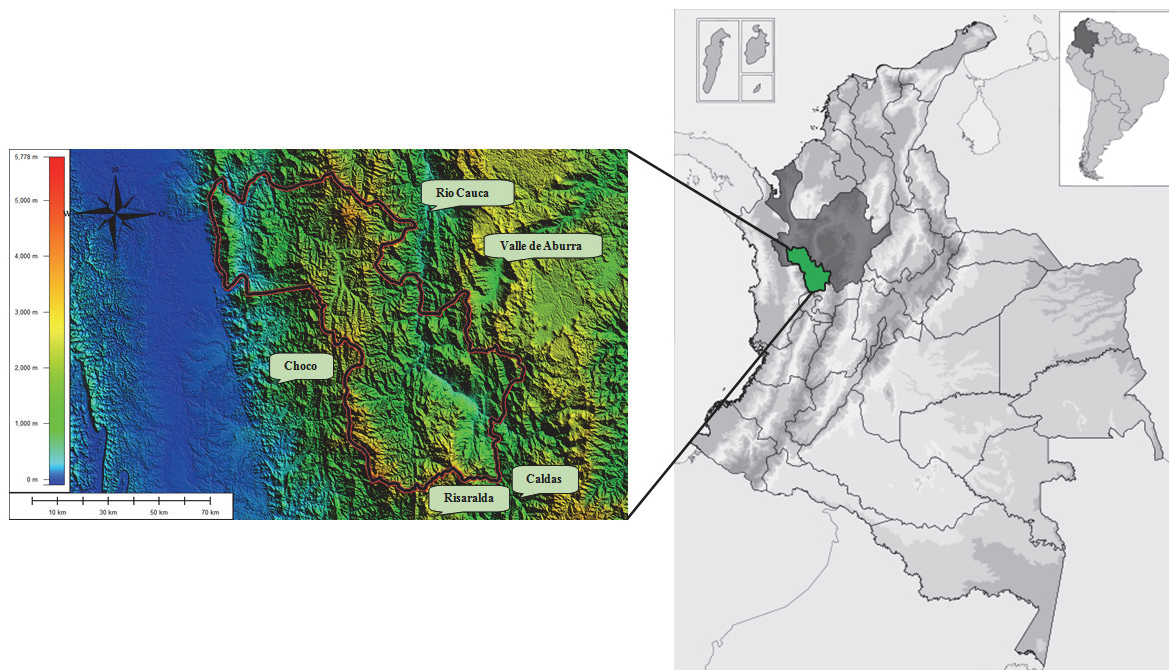 5,778 m
5,000 m
4,000 m
3,000 m
2,000 m
1,000 m
0 m
N
W
O
S
Rio Cauca
Valle de Aburra
Choco
Caldas
Risaralda
10 km
30 km
50 km
70 km